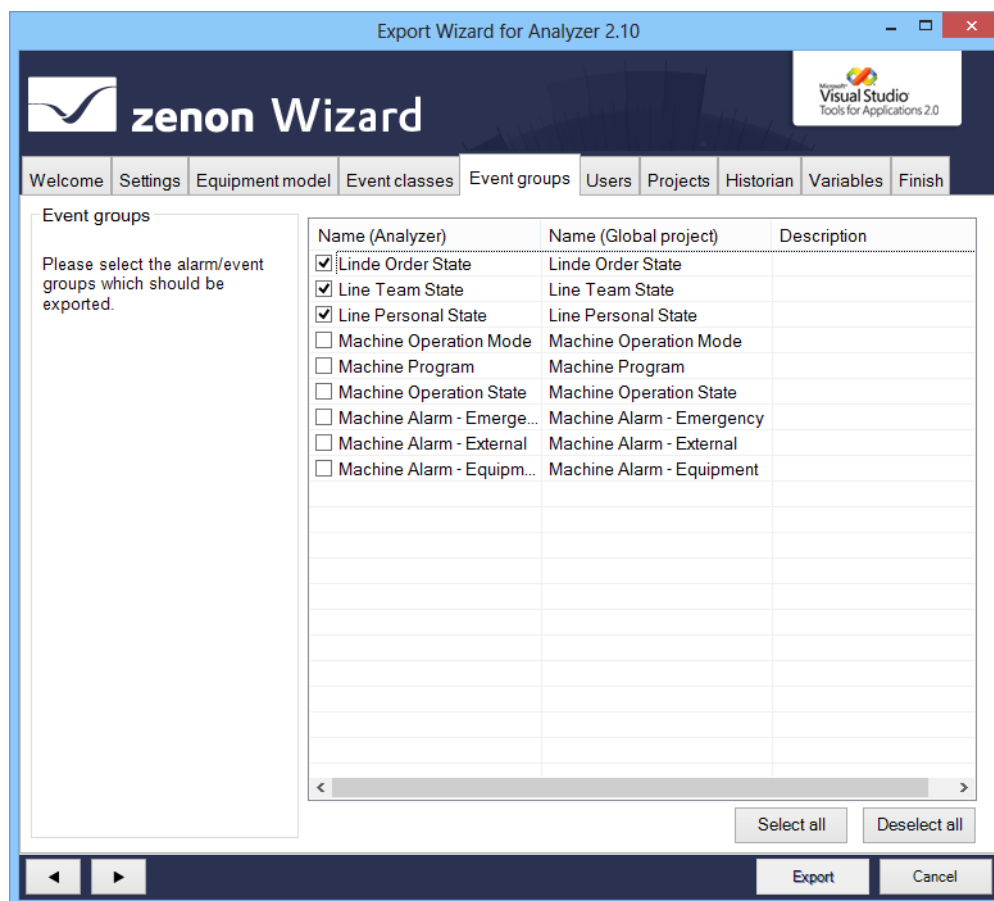 Export Wizard for Analyzer 2.10
zenon Wizard
Microsoft
Visual Studio
Tools for Applications 2.0
Welcome Settings Equipment model Event classes Event groups Users Projects Historian Variables Finish
Event groups
Please select the alarm/event
groups which should be
exported.
Name (Analyzer) Name (Global project) Description
Linde Order State Linde Order State
Line Team State Line Team State
Line Personal State Line Personal State
Machine Operation Mode Machine Operation Mode
Machine Program Machine Program
Machine Operation State Machine Operation State
Machine Alarm - Emerge... Machine Alarm - Emergency
Machine Alarm - External Machine Alarm - External
Machine Alarm - Equipm... Machine Alarm - Equipment
Select all Deselect all
Export Cancel